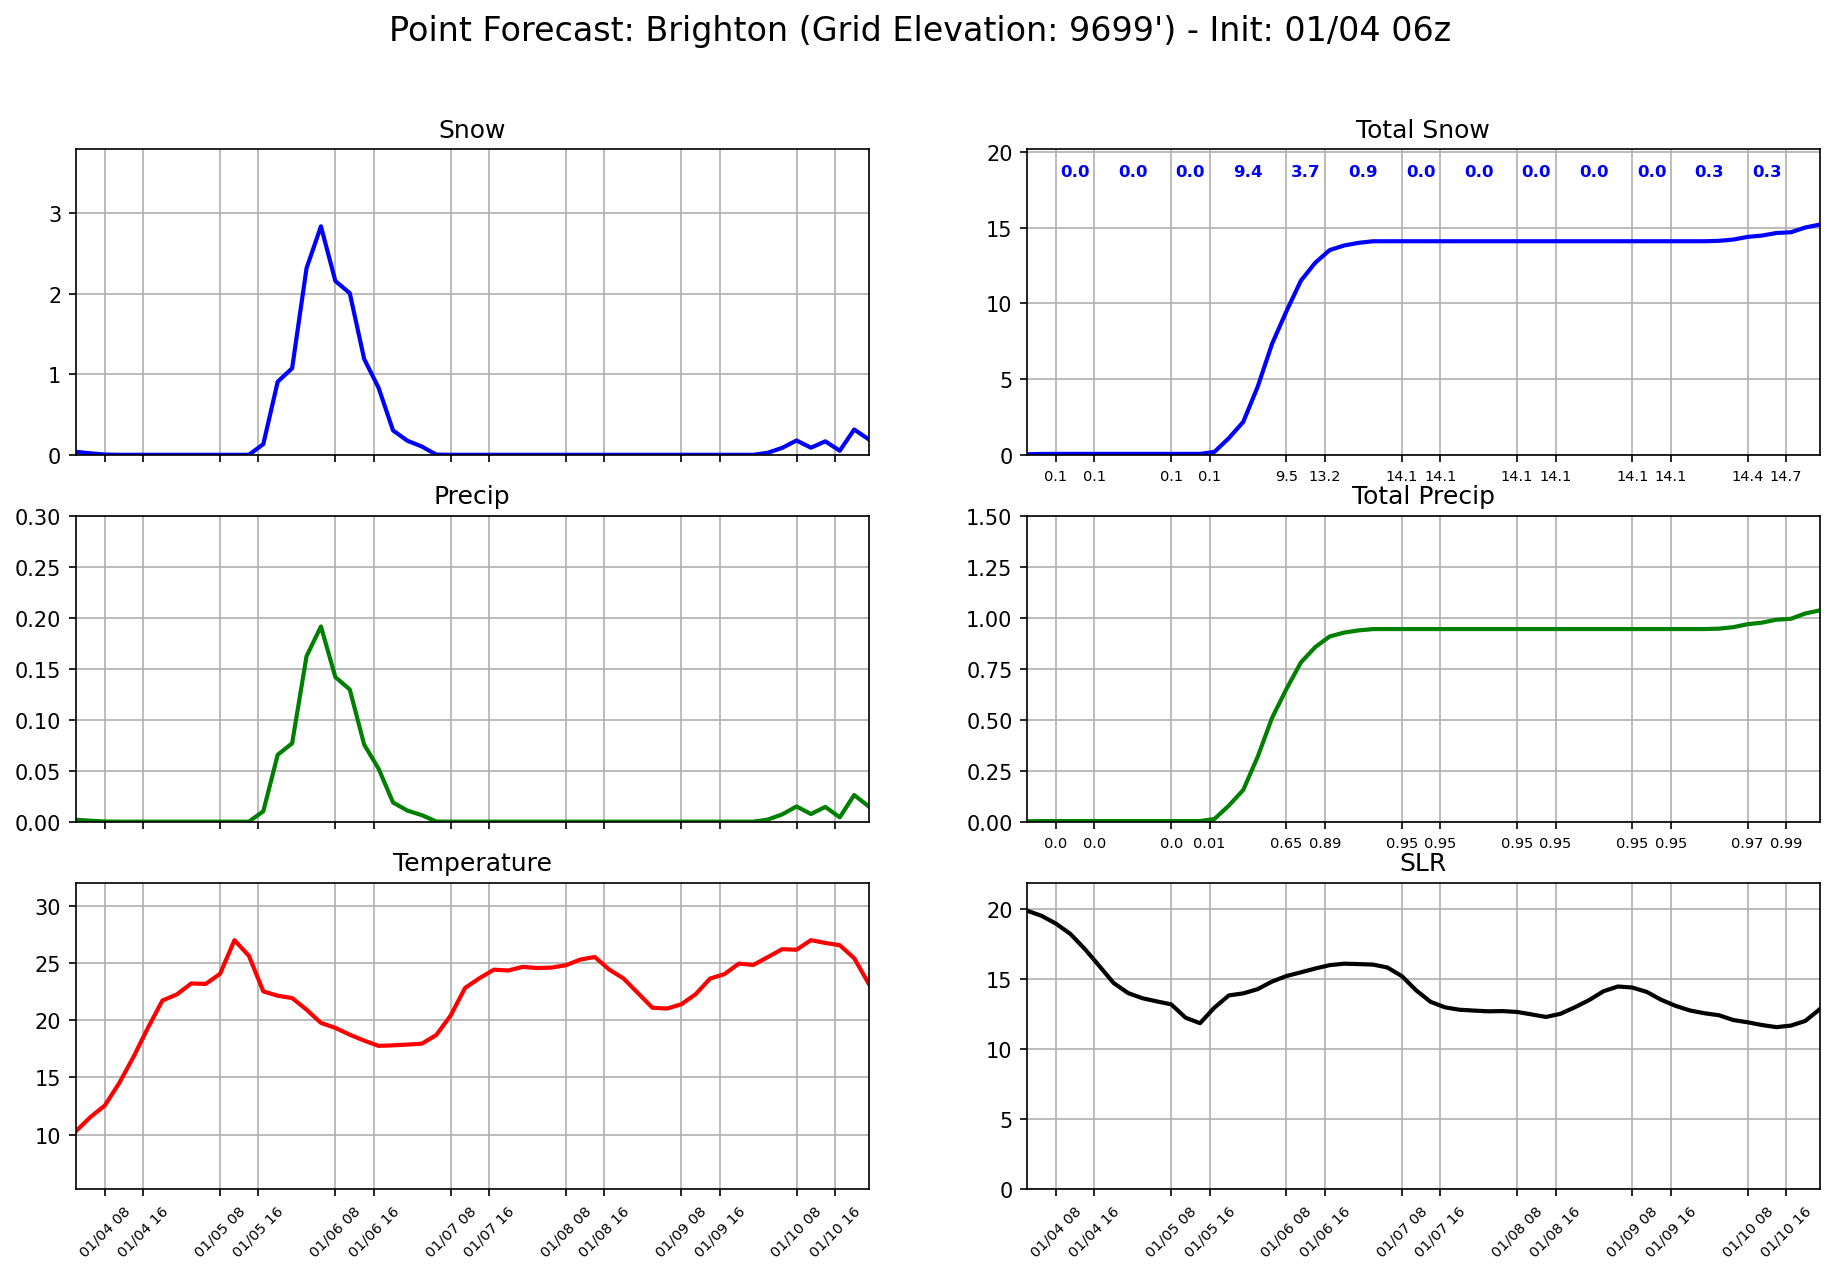 Point Forecast: Brighton (Grid Elevation: 9699') - Init: 01/04 06z
Snow
3
2
1
0
Total Snow
20
15
10
5
0
0.0 0.0 0.0 9.4 3.7 0.9 0.0 0.0 0.0 0.0 0.0 0.3 0.3
0.1 0.1 0.1 0.1 9.5 13.2 14.1 14.1 14.1 14.1 14.1 14.1 14.4 14.7
Precip
0.30
0.25
0.20
0.15
0.10
0.05
0.00
Total Precip
1.50
1.25
1.00
0.75
0.50
0.25
0.00
0.0 0.0 0.0 0.01 0.65 0.89 0.95 0.95 0.95 0.95 0.95 0.95 0.97 0.99
Temperature
30
25
20
15
10
01/04 08 01/04 16 01/05 08 01/05 16 01/06 08 01/06 16 01/07 08 01/07 16 01/08 08 01/08 16 01/09 08 01/09 16 01/10 08 01/10 16
SLR
20
15
10
5
0
01/04 08 01/04 16 01/05 08 01/05 16 01/06 08 01/06 16 01/07 08 01/07 16 01/08 08 01/08 16 01/09 08 01/09 16 01/10 08 01/10 16